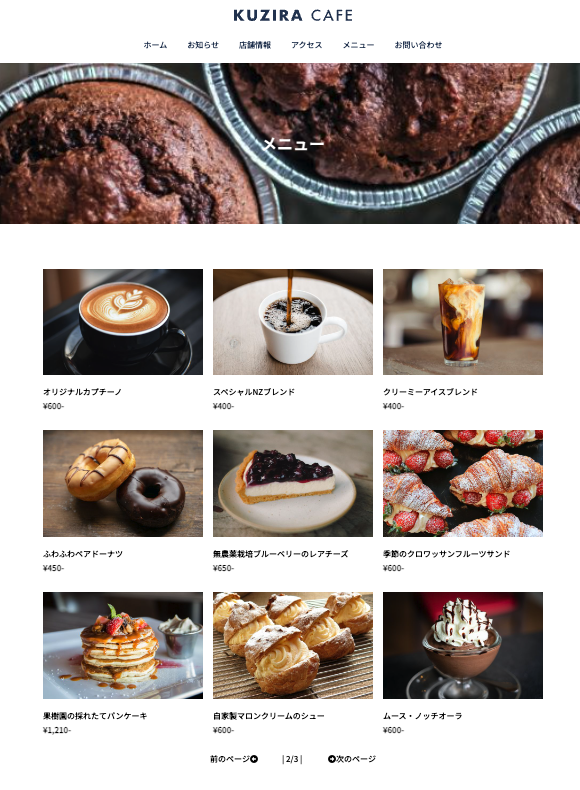 KUZIRA CAFE
ホーム お知らせ 店舗情報 アクセス メニュー お問い合わせ
メニュー
オリジナルカプチーノ
¥600-
スペシャルNZブレンド
¥400-
クリーミーアイスブレンド
¥400-
ふわふわペアドーナツ
¥450-
無農薬栽培ブルーベリーのレアチーズ
¥650-
季節のクロワッサンフルーツサンド
¥600-
果樹園の採れたてパンケーキ
¥1,210-
自家製マロンクリームのシュー
¥600-
ムース・ノッチオーラ
¥600-
前のページ | 2/3 | 次のページ